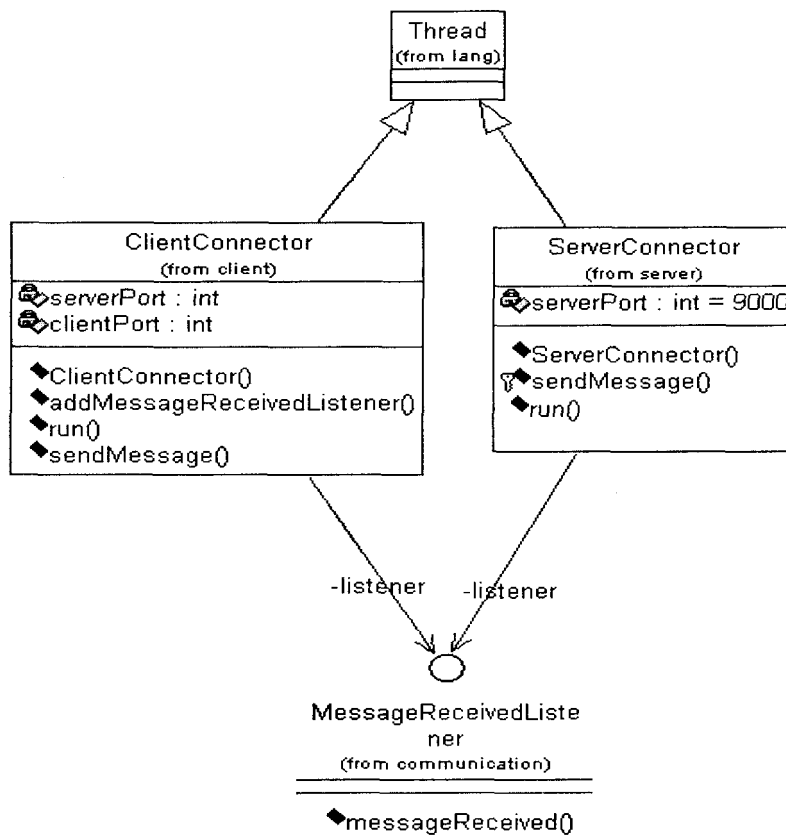 Thread
(from lang)
ClientConnector
(from client)
serverPort : int
clientPort : int
ClientConnector()
addMessageReceivedListener()
run()
sendMessage()
ServerConnector
(from server)
serverPort : int = 9000
ServerConnector()
sendMessage()
run()
-listener
-listener
MessageReceivedListe
ner
(from communication)
messageReceived()